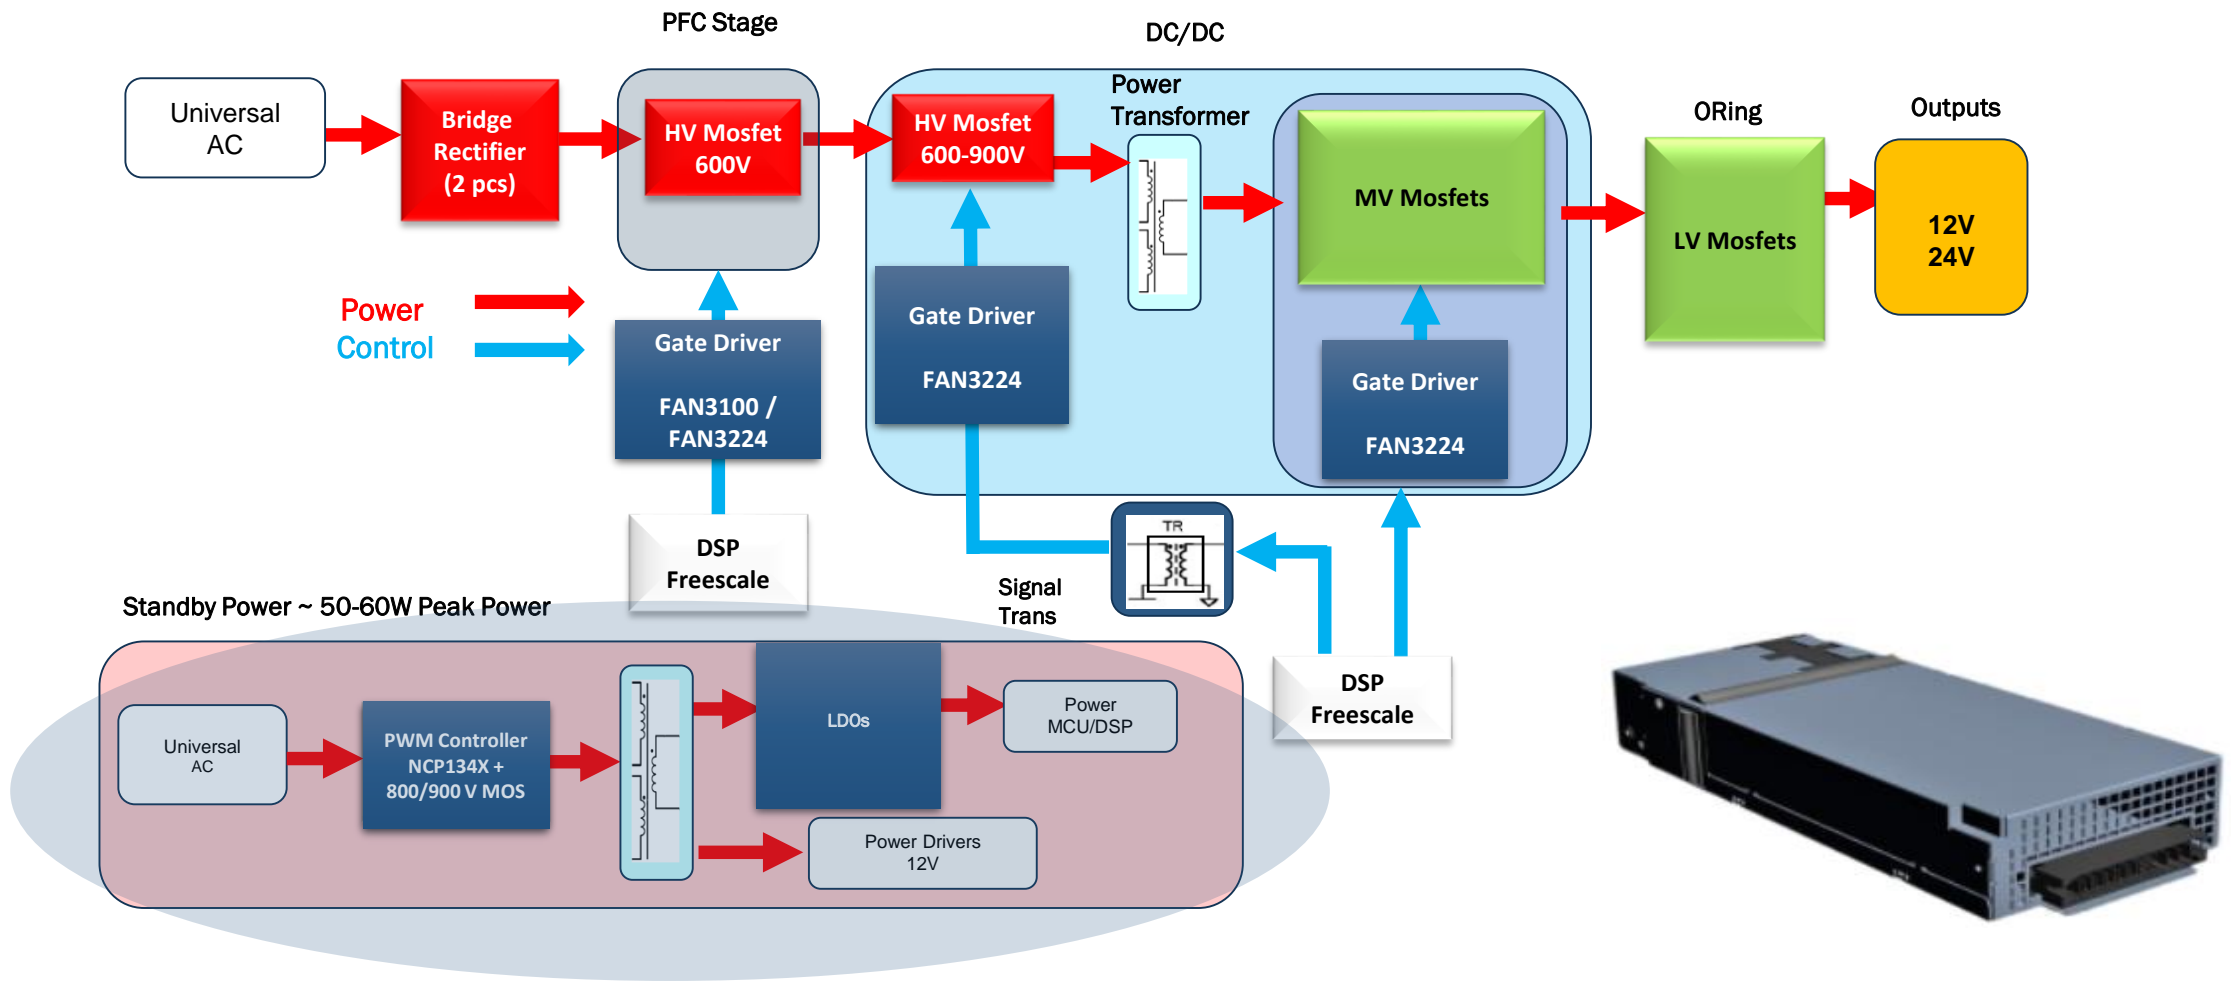 PFC Stage
DC/DC
Universal
AC
Bridge
Rectifier
(2 pcs)
HV Mosfet
600V
HV Mosfet
600-900V
Power
Transformer
MV Mosfets
ORing
LV Mosfets
Outputs
12V
24V
Power
Control
Gate Driver
FAN3100 /
FAN3224
Gate Driver
FAN3224
Gate Driver
FAN3224
DSP
Freescale
TR
Signal
Trans
DSP
Freescale
Standby Power ~ 50-60W Peak Power
Universal
AC
PWM Controller
NCP134X +
800/900 V MOS
LDOs
Power
MCU/DSP
Power Drivers
12V